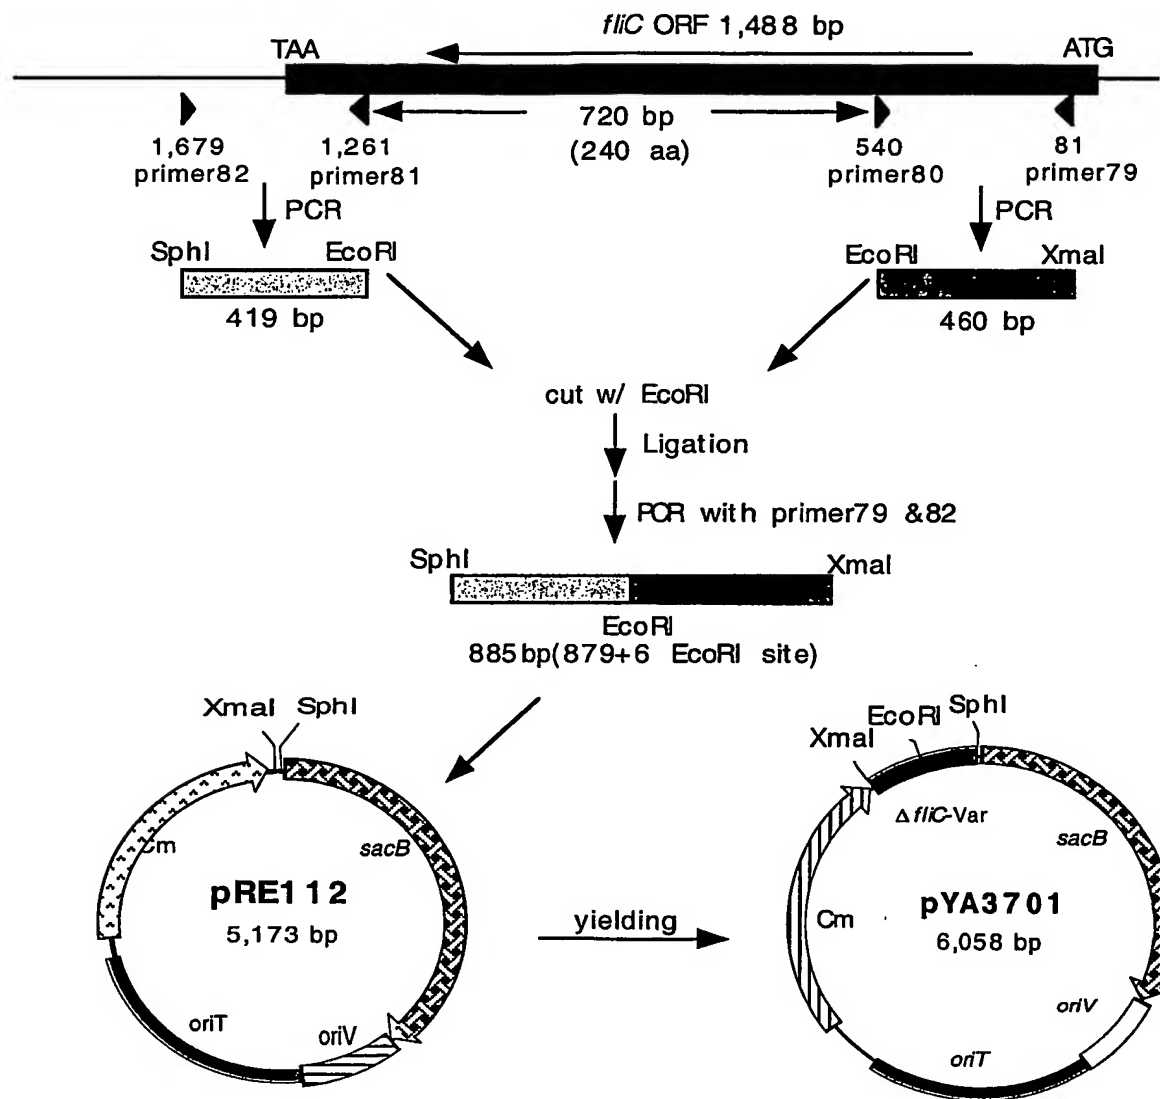 fliC ORF 1,488 bp
TAA
ATG
720 bp
(240 aa)
1,679
primer82
1,261
primer81
540
primer80
81
primer79
PCR
PCR
SphI
EcoRI
EcoRI
XmaI
419 bp
460 bp
cut w/ EcoRI
Ligation
PCR with primer79 &82
SphI
XmaI
EcoRI
885bp(879+6 EcoRI site)
XmaI
SphI
Cm
sacB
pRE112
5,173 bp
oriT
oriV
yielding
XmaI
EcoRI
SphI
ΔfliC-Var
sacB
Cm
pYA3701
6,058 bp
oriV
oriT